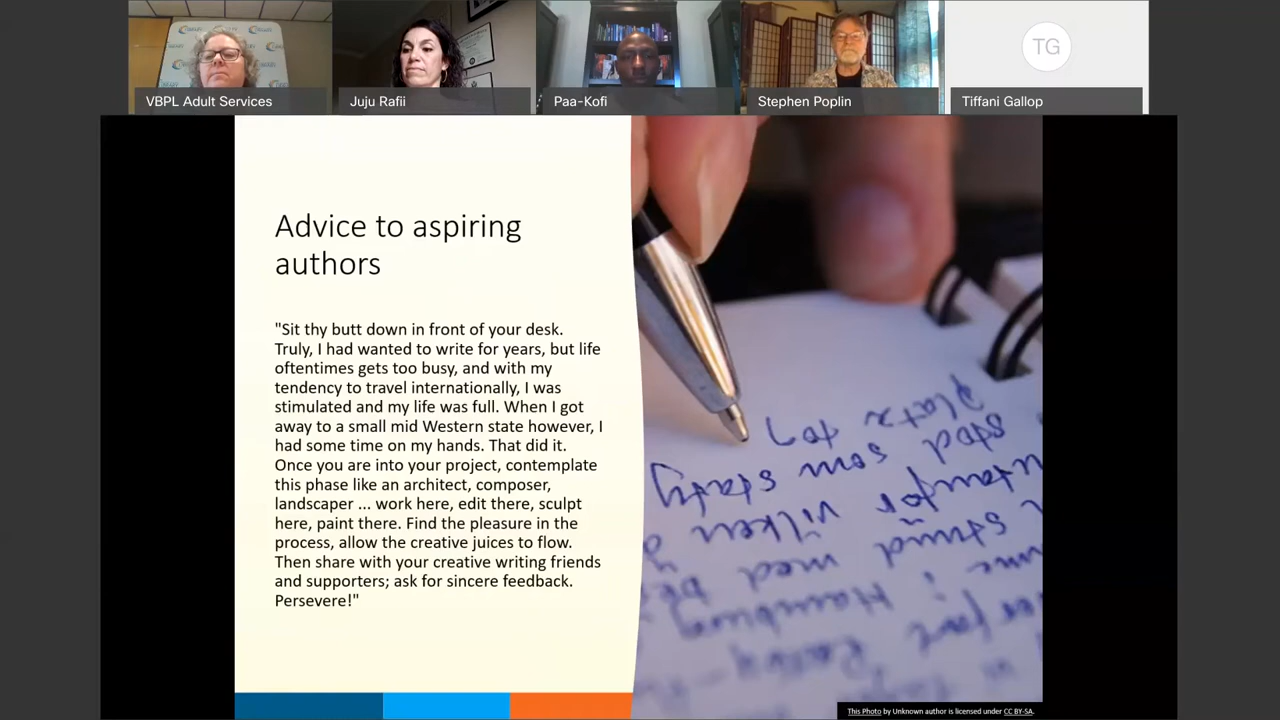 VBPL Adult Services
Juju Rafii
Paa-Kofi
Stephen Poplin
TG
Tiffani Gallop
Advice to aspiring
authors
"Sit thy butt down in front of your desk.
Truly, I had wanted to write for years, but life
oftentimes gets too busy, and with my
tendency to travel internationally, I was
stimulated and my life was full. When I got
away to a small mid Western state however, I
had some time on my hands. That did it.
Once you are into your project, contemplate
this phase like an architect, composer,
landscaper ... work here, edit there, sculpt
here, paint there. Find the pleasure in the
process, allow the creative juices to flow.
Then share with your creative writing friends
and supporters; ask for sincere feedback.
Persevere!"
This Photo by Unknown author is licensed under CC BY-SA.